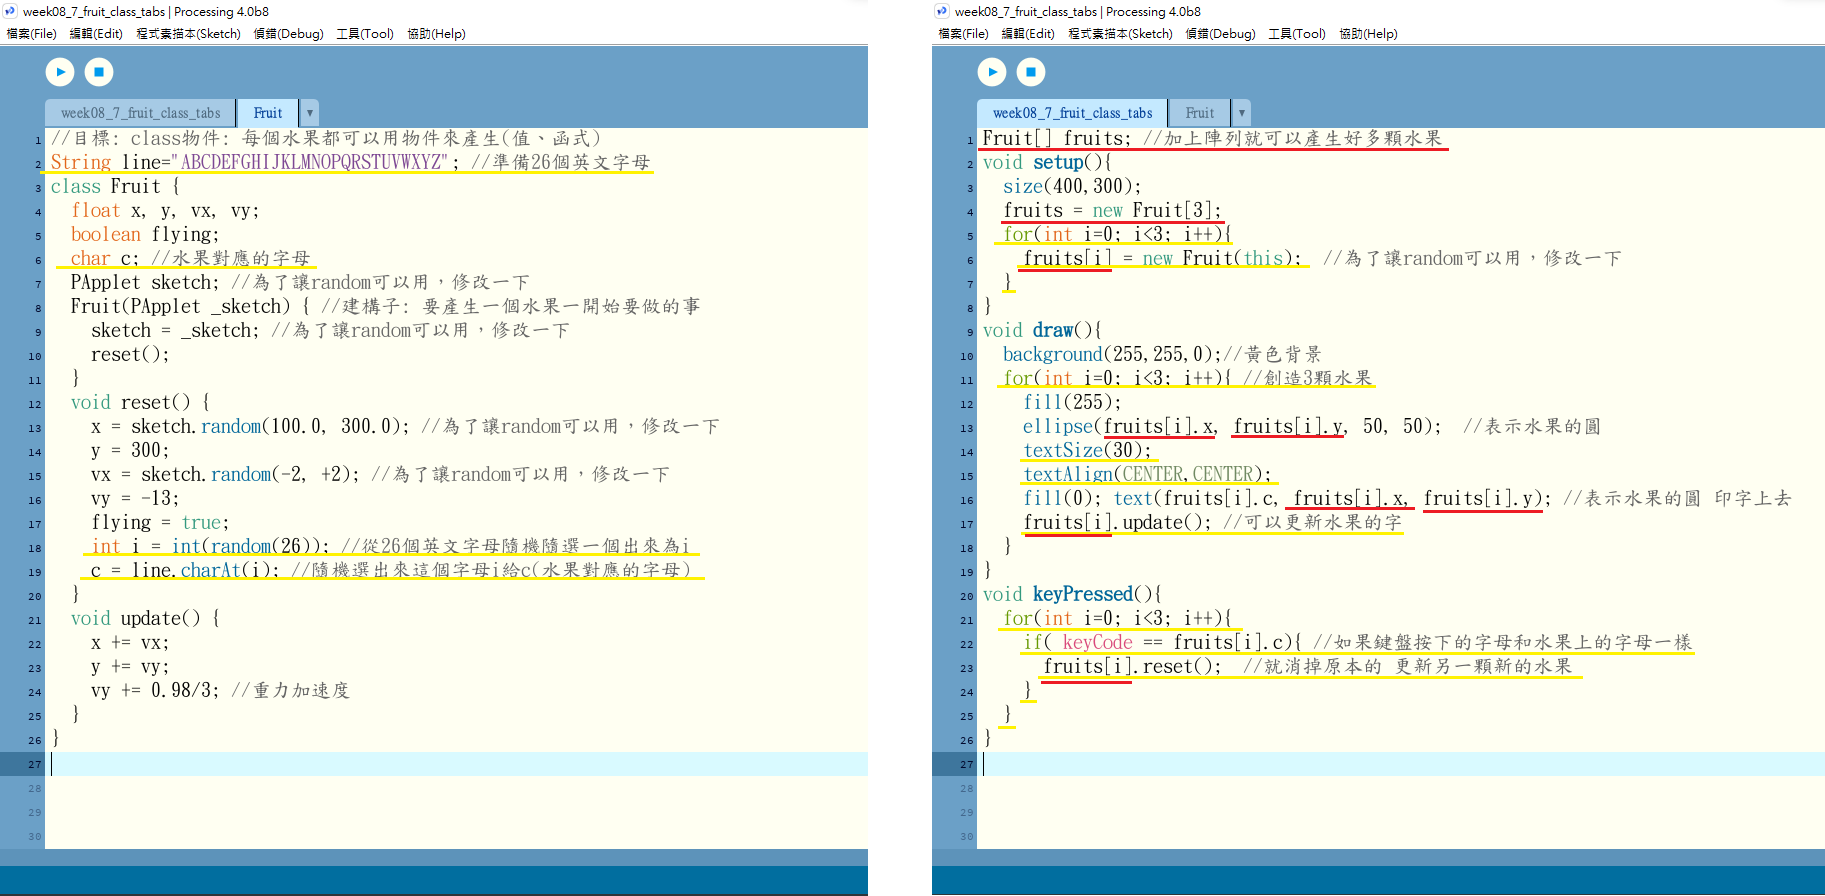 week08_7_fruit_class_tabs | Processing 4.0b8
檔案(File) 編輯(Edit) 程式素描本(Sketch) 偵錯(Debug) 工具(Tool) 協助(Help)
week08_7_fruit_class_tabs Fruit ▼
1 //目標: class物件: 每個水果都可以用物件來產生(值、函式)
2 String line="ABCDEFGHIJKLMNOPQRSTUVWXYZ"; //準備26個英文字母
3 class Fruit {
4 float x, y, vx, vy;
5 boolean flying;
6 char c; //水果對應的字母
7 PApplet sketch; //為了讓random可以用，修改一下
8 Fruit(PApplet _sketch) { //建構子: 要產生一個水果一開始要做的事
9 sketch = _sketch; //為了讓random可以用，修改一下
10 reset();
11 }
12 void reset() {
13 x = sketch.random(100.0, 300.0); //為了讓random可以用，修改一下
14 y = 300;
15 vx = sketch.random(-2, +2); //為了讓random可以用，修改一下
16 vy = -13;
17 flying = true;
18 int i = int(random(26)); //從26個英文字母隨機隨選一個出來為i
19 c = line.charAt(i); //隨機選出來這個字母i給c(水果對應的字母)
20 }
21 void update() {
22 x += vx;
23 y += vy;
24 vy += 0.98/3; //重力加速度
25 }
26 }
27
28
29
30
week08_7_fruit_class_tabs | Processing 4.0b8
檔案(File) 編輯(Edit) 程式素描本(Sketch) 偵錯(Debug) 工具(Tool) 協助(Help)
week08_7_fruit_class_tabs Fruit ▼
1 Fruit[] fruits; //加上陣列就可以產生好多顆水果
2 void setup(){
3 size(400,300);
4 fruits = new Fruit[3];
5 for(int i=0; i<3; i++){
6 fruits[i] = new Fruit(this); //為了讓random可以用，修改一下
7 }
8 }
9 void draw(){
10 background(255,255,0);//黃色背景
11 for(int i=0; i<3; i++){ //創造3顆水果
12 fill(255);
13 ellipse(fruits[i].x, fruits[i].y, 50, 50); //表示水果的圓
14 textSize(30);
15 textAlign(CENTER,CENTER);
16 fill(0); text(fruits[i].c, fruits[i].x, fruits[i].y); //表示水果的圓 印字上去
17 fruits[i].update(); //可以更新水果的字
18 }
19 }
20 void keyPressed(){
21 for(int i=0; i<3; i++){
22 if( keyCode == fruits[i].c){ //如果鍵盤按下的字母和水果上的字母一樣
23 fruits[i].reset(); //就消掉原本的 更新另一顆新的水果
24 }
25 }
26 }
27
28
29
30